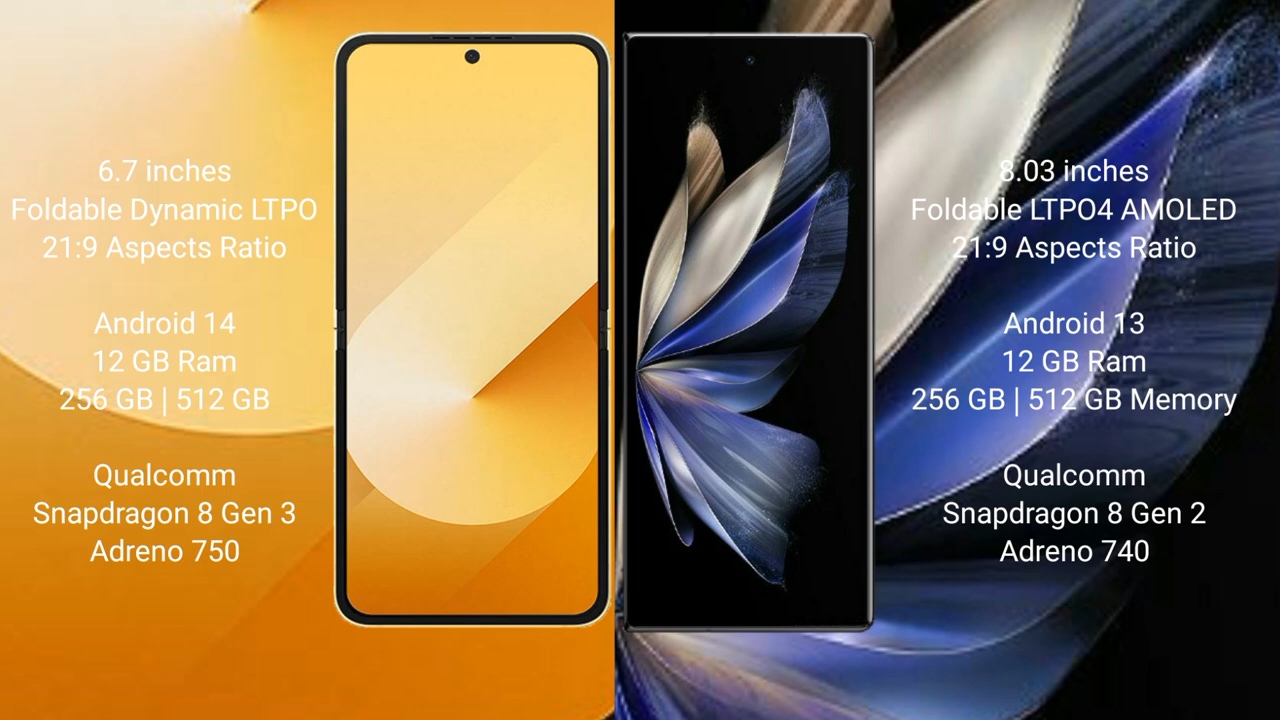 6.7 inches
Foldable Dynamic LTPO
21:9 Aspects Ratio
Android 14
12 GB Ram
256 GB | 512 GB
Qualcomm
Snapdragon 8 Gen 3
Adreno 750
8.03 inches
Foldable LTPO4 AMOLED
21:9 Aspects Ratio
Android 13
12 GB Ram
256 GB | 512 GB Memory
Qualcomm
Snapdragon 8 Gen 2
Adreno 740